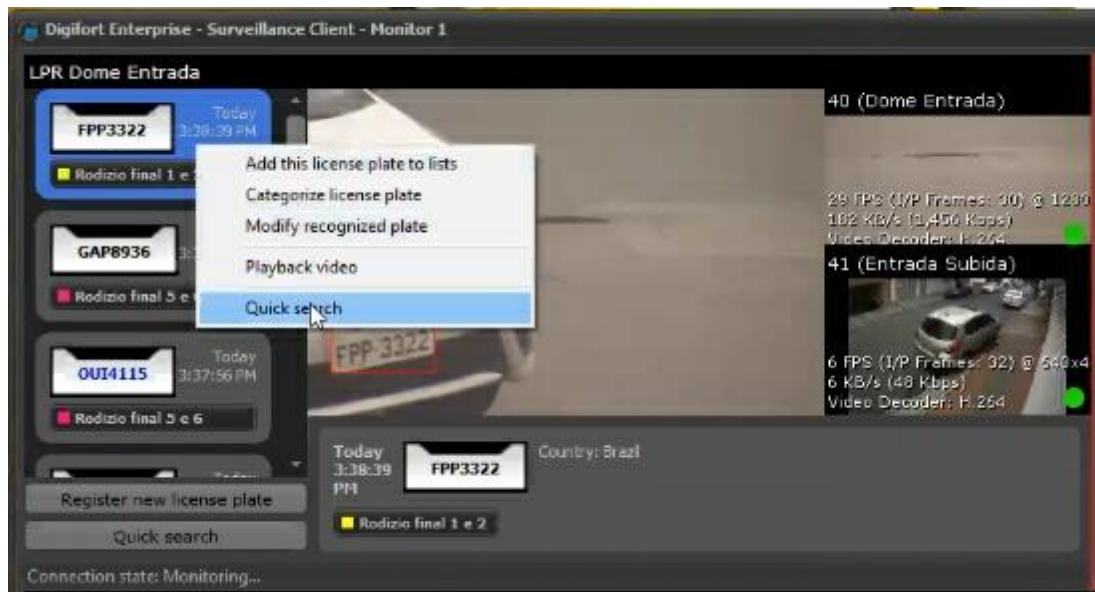 Digifort Enterprise - Surveillance Client - Monitor 1
LPR Dome Entrada
Today
FPP3322
3:38:39 PM
Rodizio final 1 e
GAP8936
Rodizio final 5 e
Today
OUI4115
3:37:56 PM
Rodizio final 5 e 6
Today
Register new license plate
Quick search
Connection state: Monitoring...
Add this license plate to lists
Categorize license plate
Modify recognized plate
Playback video
Quick search
FPP-3322
Today
3:38:39
PM
FPP3322
Country: Brazil
Rodizio final 1 e 2
40 (Dome Entrada)
29 FPS (I/P Frames: 30) @ 1280
182 KB/s (1,456 Kbps)
Video Decoder: H.264
41 (Entrada Subida)
6 FPS (I/P Frames: 32) @ 640x4
6 KB/s (48 Kbps)
Video Decoder: H.264